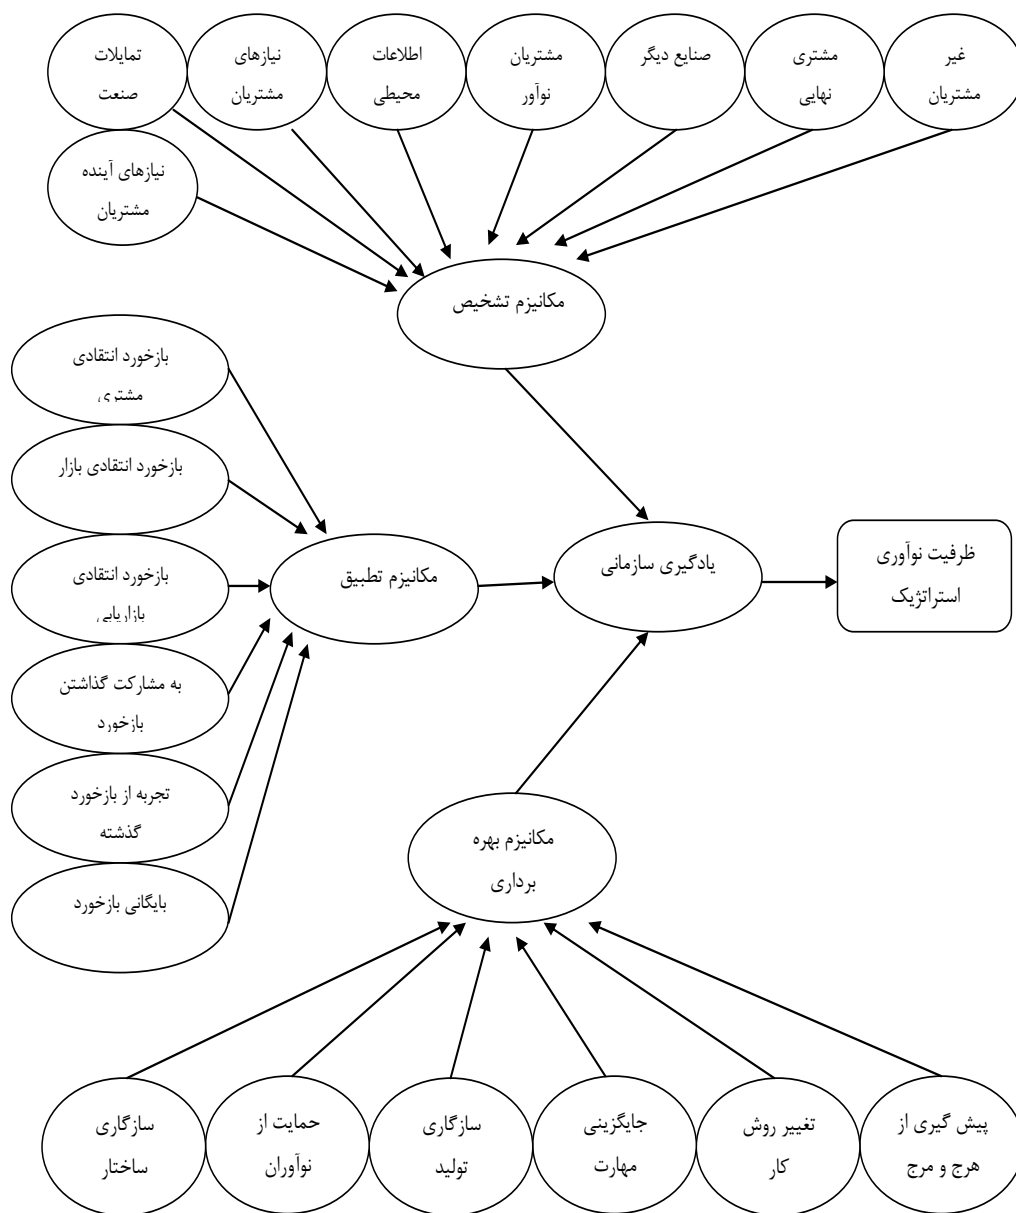 غیر
مشتریان
مشتری
نهایی
صنایع دیگر
مشتریان
نوآور
اطلاعات
محیطی
نیازهای
مشتریان
تمایلات
صنعت
نیازهای آینده
مشتریان
مکانیزم تشخیص
بازخورد انتقادی
مشتری
بازخورد انتقادی بازار
بازخورد انتقادی
بازاریابی
به مشارکت گذاشتن
بازخورد
تجربه از بازخورد
گذشته
بایگانی بازخورد
مکانیزم تطبیق
یادگیری سازمانی
ظرفیت نوآوری
استراتژیک
مکانیزم بهره
برداری
پیش گیری از
هرج و مرج
تغییر روش
کار
جایگزینی
مهارت
سازگاری
تولید
حمایت از
نوآوران
سازگاری
ساختار